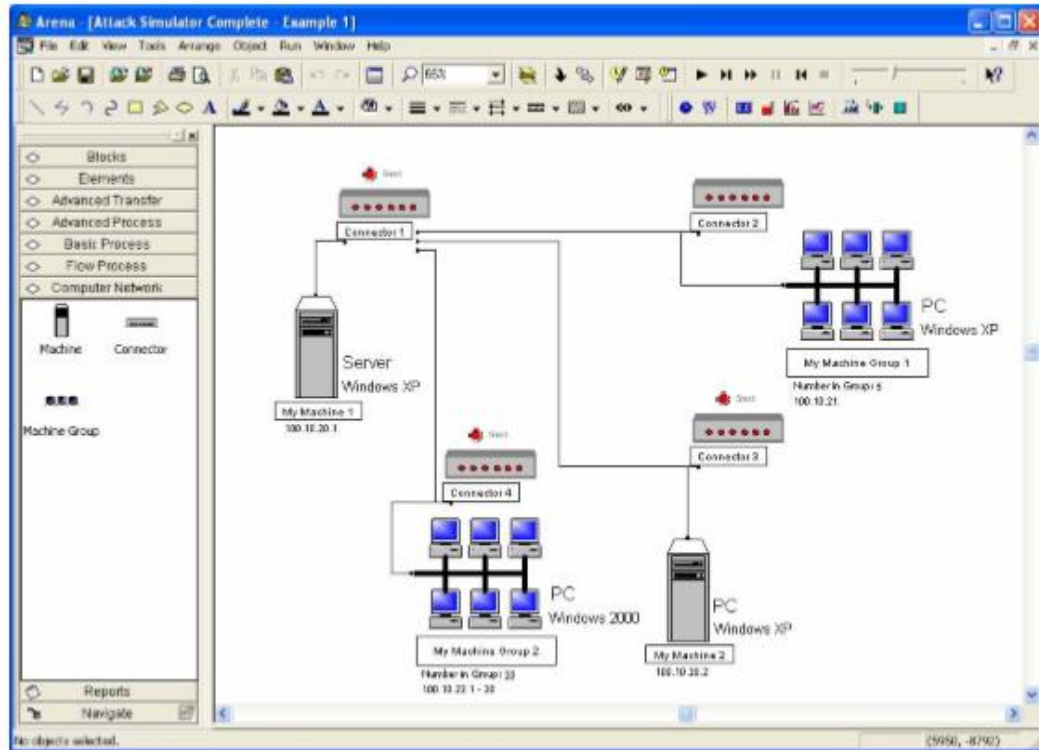 Arena - [Attack Simulator Complete - Example 1]
File Edit View Tools Arrange Object Run Window Help
65%
A A
Blocks
Elements
Advanced Transfer
Advanced Process
Basic Process
Flow Process
Computer Network
Machine Connector
Machine Group
Reports
Navigate
Snort
Connector 1
Connector 2
Server
Windows XP
My Machine 1
100.10.20.1
PC
Windows XP
My Machine Group 1
Number in Group:
100.10.21.
Snort
Connector 3
Snort
Connector 4
PC
Windows 2000
My Machine Group 2
Number in Group:
100.10.22.1 -
PC
Windows XP
My Machine 2
100.10.20.2
No objects selected.
(5950, -8792)